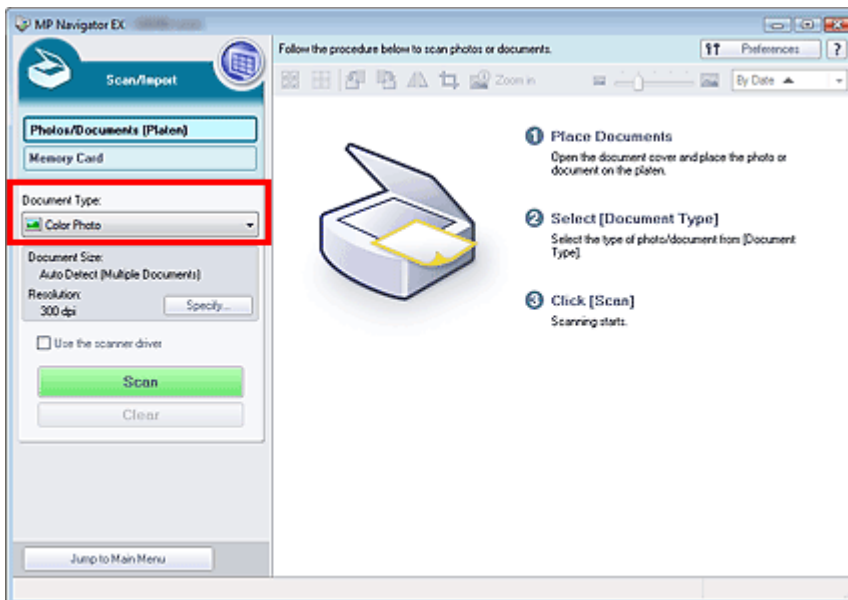 MP Navigator EX
Scan/Import
Photos/Documents (Platen)
Memory Card
Document Type:
Color Photo
Document Size:
Auto Detect (Multiple Documents)
Resolution:
300 dpi
Specify...
Use the scanner driver
Scan
Clear
Jump to Main Menu
Follow the procedure below to scan photos or documents.
Preferences
?
Zoom in
By Date
1 Place Documents
Open the document cover and place the photo or
document on the platen.
2 Select [Document Type]
Select the type of photo/document from [Document
Type]
3 Click [Scan]
Scanning starts.